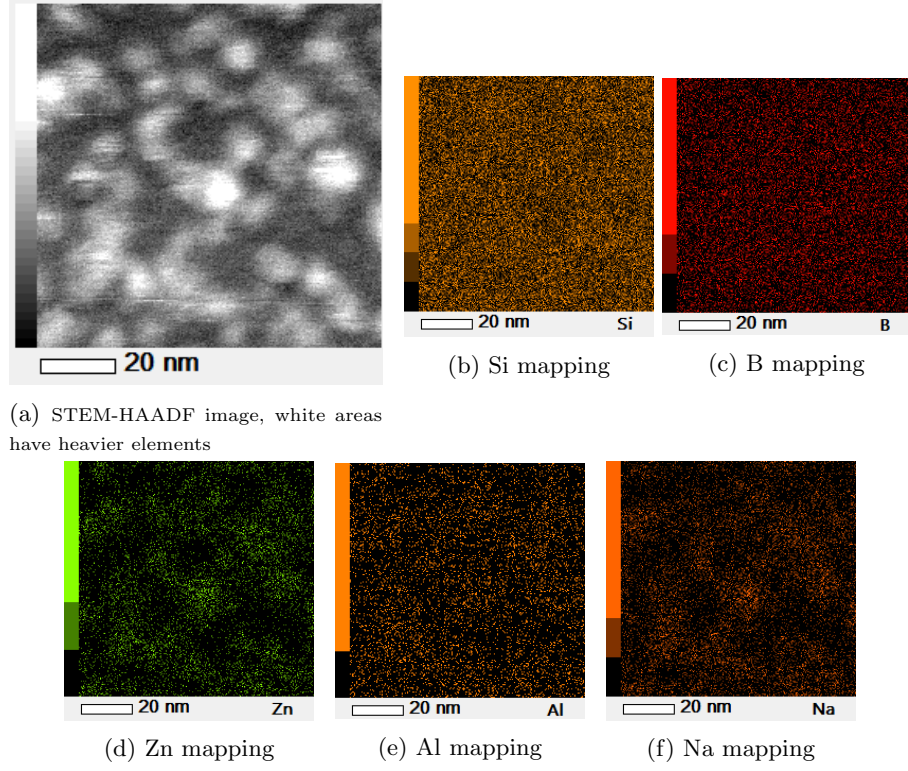 20 nm
20 nm Si
20 nm B
(b) Si mapping
(c) B mapping
(a) STEM-HAADF image, white areas
have heavier elements
20 nm Zn
20 nm Al
20 nm Na
(d) Zn mapping
(e) Al mapping
(f) Na mapping